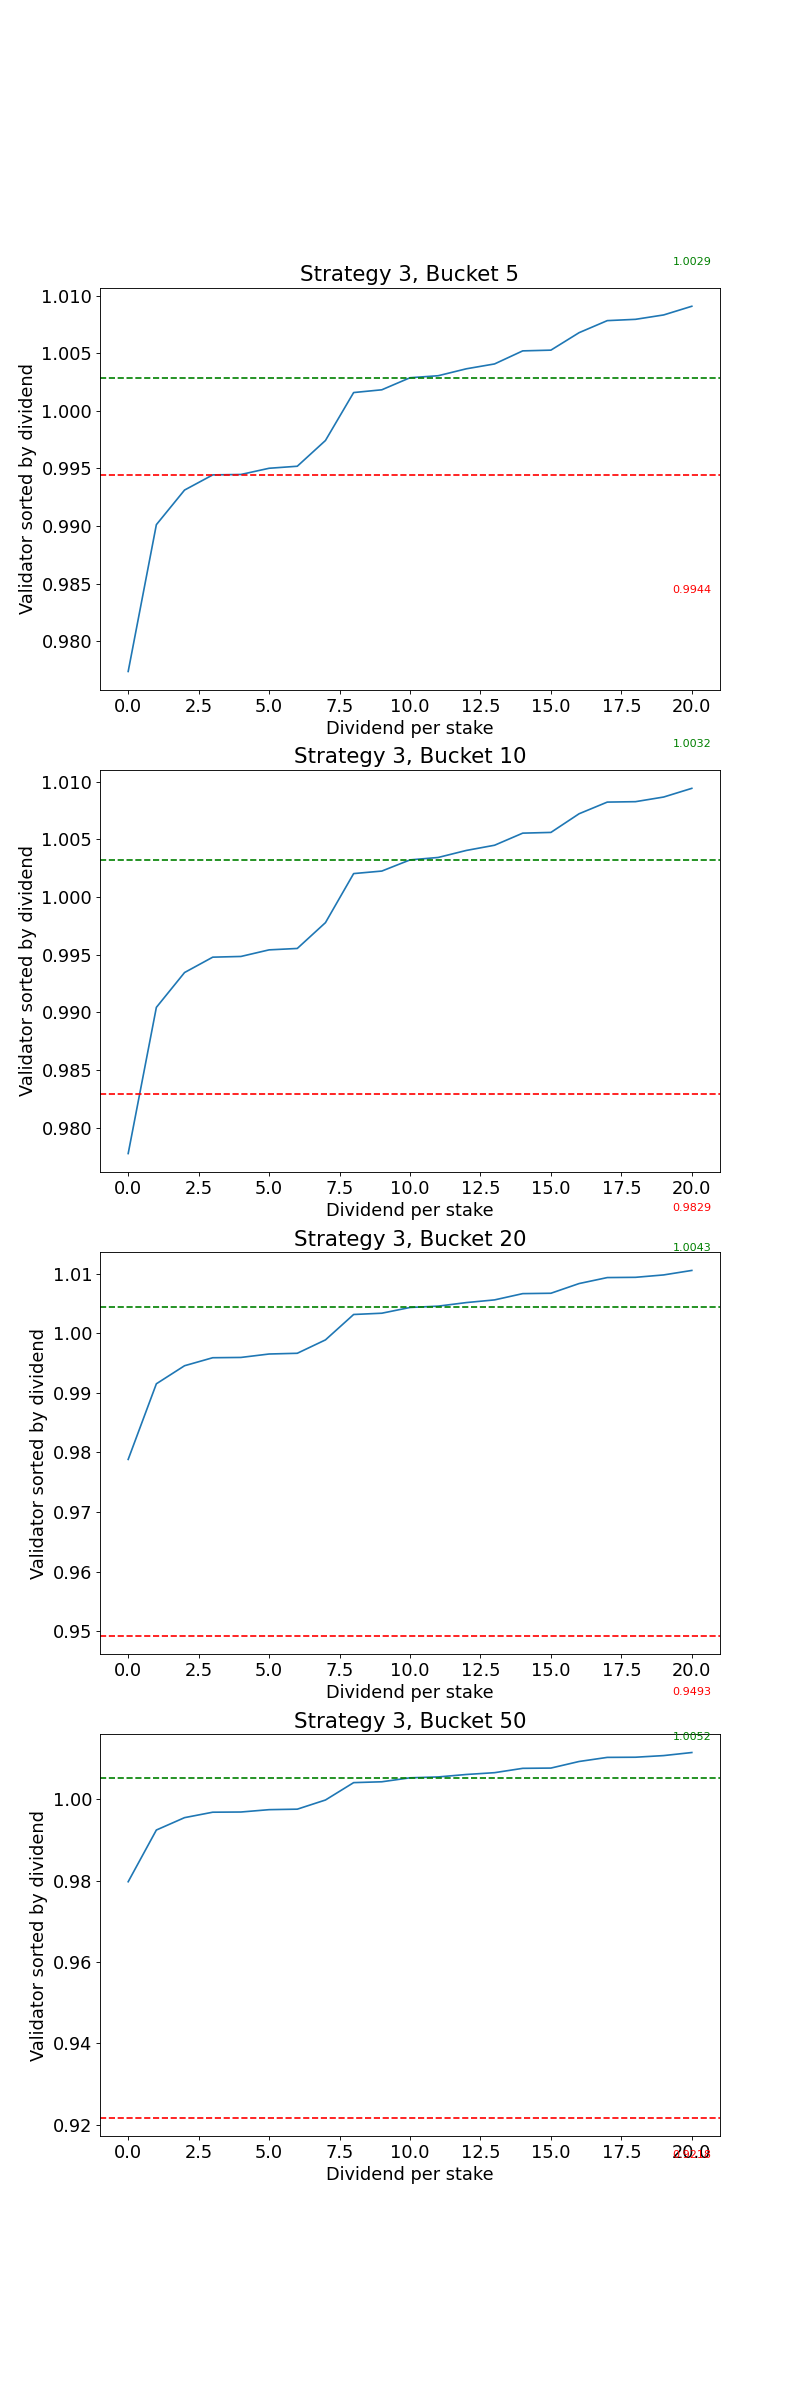 1.0029
Strategy 3, Bucket 5
1.010
1.005
1.000
0.995
0.990
0.985
0.980
Validator sorted by dividend
0.9944
0.0 2.5 5.0 7.5 10.0 12.5 15.0 17.5 20.0
Dividend per stake
1.0032
Strategy 3, Bucket 10
1.010
1.005
1.000
0.995
0.990
0.985
0.980
Validator sorted by dividend
0.0 2.5 5.0 7.5 10.0 12.5 15.0 17.5 20.0
Dividend per stake
0.9829
Strategy 3, Bucket 20
1.0043
1.01
1.00
0.99
0.98
0.97
0.96
0.95
Validator sorted by dividend
0.0 2.5 5.0 7.5 10.0 12.5 15.0 17.5 20.0
Dividend per stake
0.9493
Strategy 3, Bucket 50
1.0052
1.00
0.98
0.96
0.94
0.92
Validator sorted by dividend
0.0 2.5 5.0 7.5 10.0 12.5 15.0 17.5 20.0
0.9218
Dividend per stake